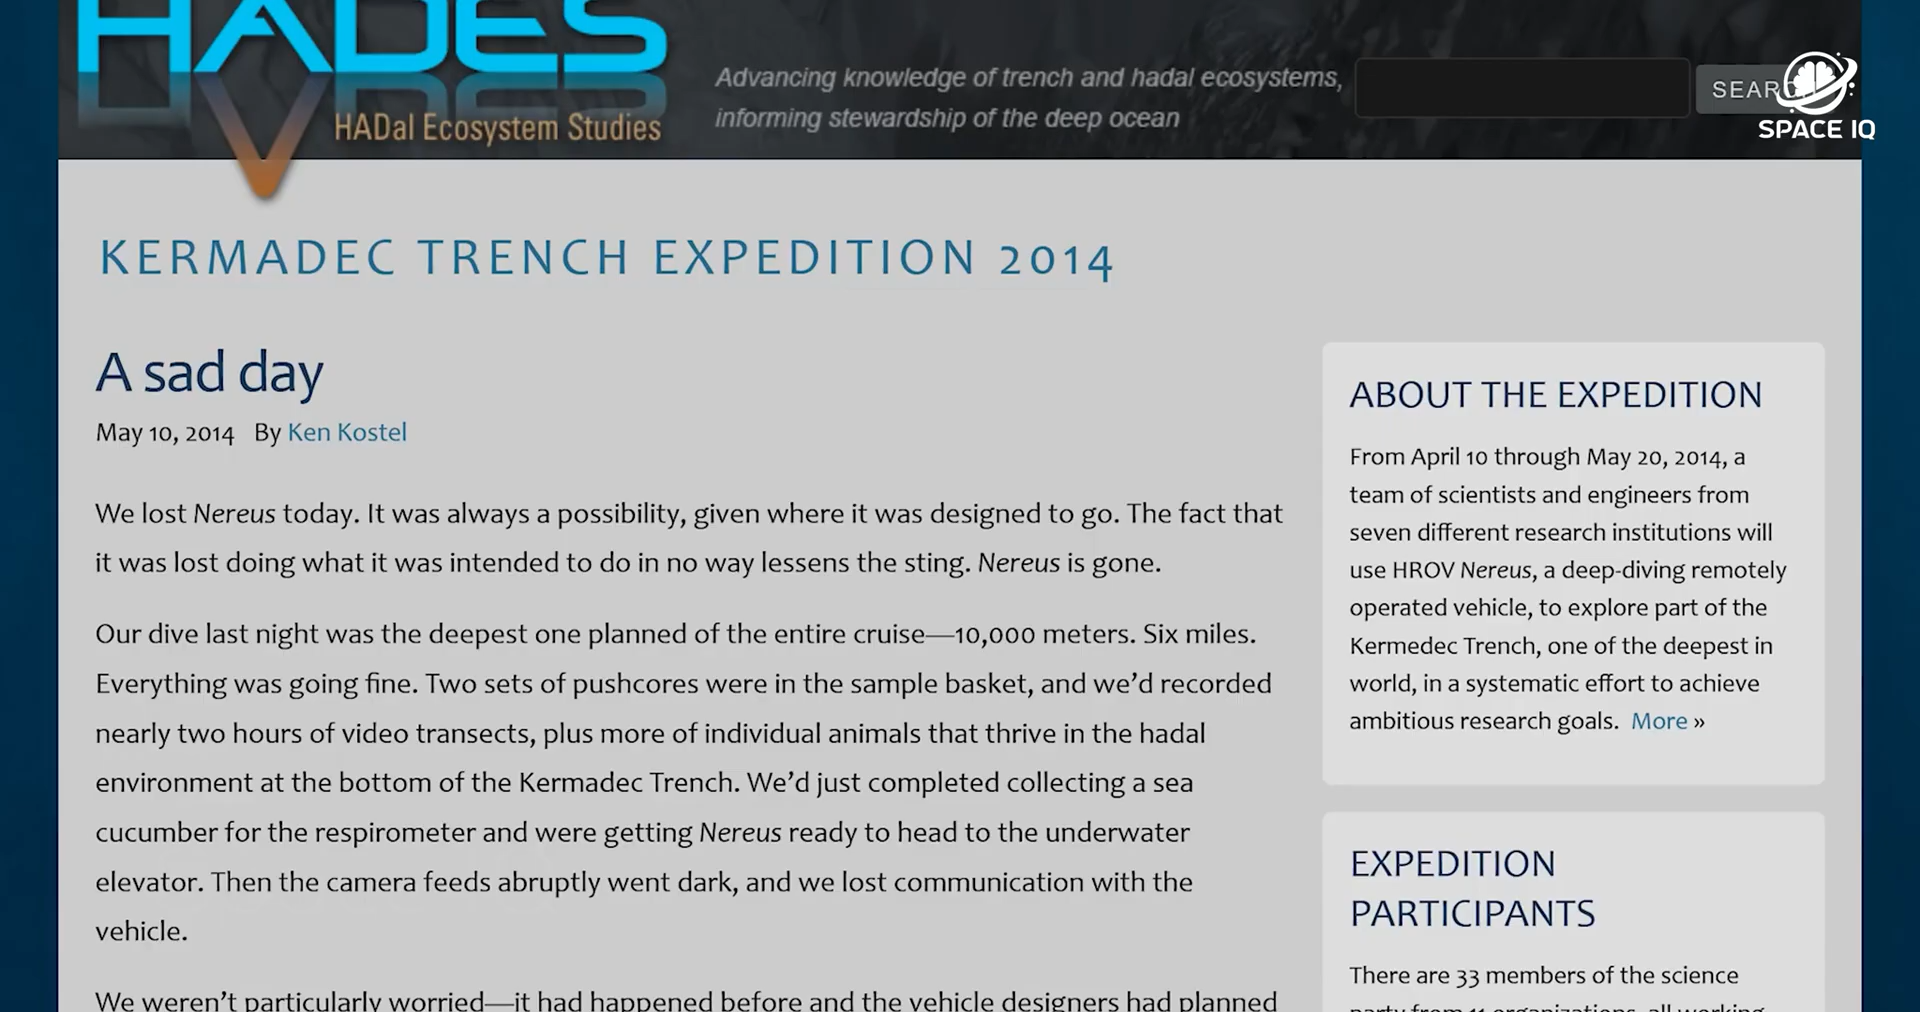 HADES
HADal Ecosystem Studies
Advancing knowledge of trench and hadal ecosystems,
informing stewardship of the deep ocean
SEARC
SPACE IQ
KERMADEC TRENCH EXPEDITION 2014
A sad day
May 10, 2014 By Ken Kostel
We lost Nereus today. It was always a possibility, given where it was designed to go. The fact that
it was lost doing what it was intended to do in no way lessens the sting. Nereus is gone.
Our dive last night was the deepest one planned of the entire cruise—10,000 meters. Six miles.
Everything was going fine. Two sets of pushcores were in the sample basket, and we’d recorded
nearly two hours of video transects, plus more of individual animals that thrive in the hadal
environment at the bottom of the Kermadec Trench. We’d just completed collecting a sea
cucumber for the respirometer and were getting Nereus ready to head to the underwater
elevator. Then the camera feeds abruptly went dark, and we lost communication with the
vehicle.
We weren’t particularly worried—it had happened before and the vehicle designers had planned
ABOUT THE EXPEDITION
From April 10 through May 20, 2014, a
team of scientists and engineers from
seven different research institutions will
use HROV Nereus, a deep-diving remotely
operated vehicle, to explore part of the
Kermedec Trench, one of the deepest in
world, in a systematic effort to achieve
ambitious research goals. More »
EXPEDITION
PARTICIPANTS
There are 33 members of the science
party from 11 organizations, all working